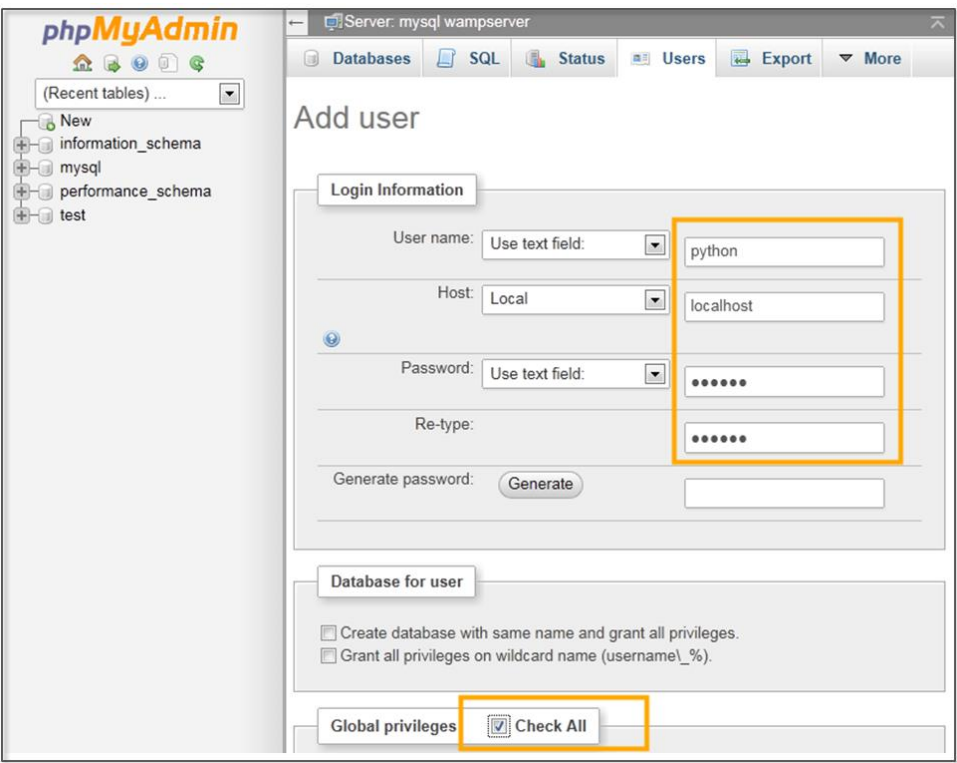 phpMyAdmin
(Recent tables) ...
New
information_schema
mysql
performance_schema
test
Server: mysql wampserver
Databases SQL Status Users Export More
Add user
Login Information
User name: Use text field: python
Host: Local localhost
Password: Use text field: ••••••
Re-type: ••••••
Generate password: Generate
Database for user
Create database with same name and grant all privileges.
Grant all privileges on wildcard name (username\_%).
Global privileges Check All